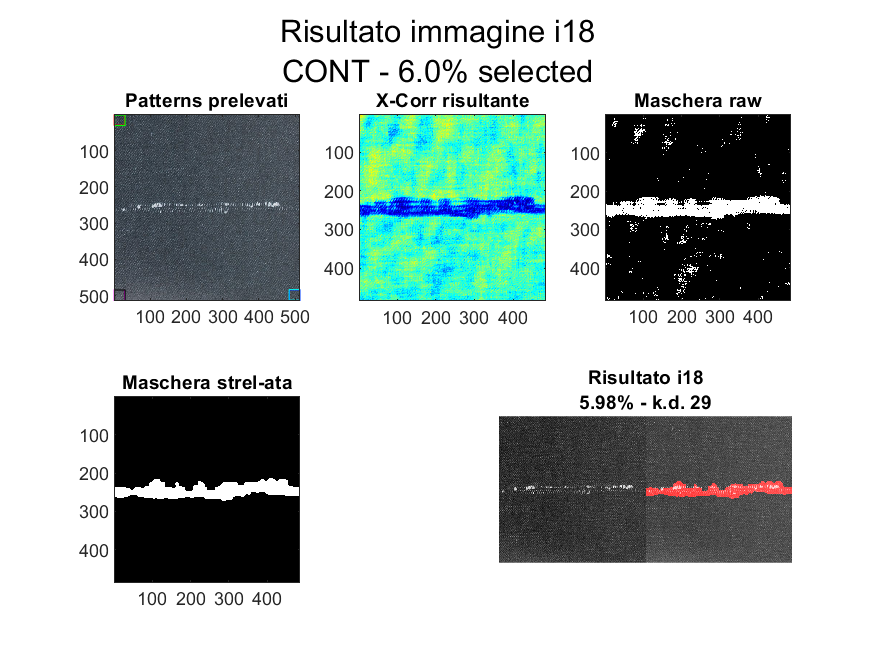 Risultato immagine i18
CONT - 6.0% selected
Patterns prelevati
100
200
300
400
500
100 200 300 400 500
X-Corr risultante
100
200
300
400
100 200 300 400
Maschera raw
100
200
300
400
100 200 300 400
Maschera strel-ata
100
200
300
400
100 200 300 400
Risultato i18
5.98% - k.d. 29